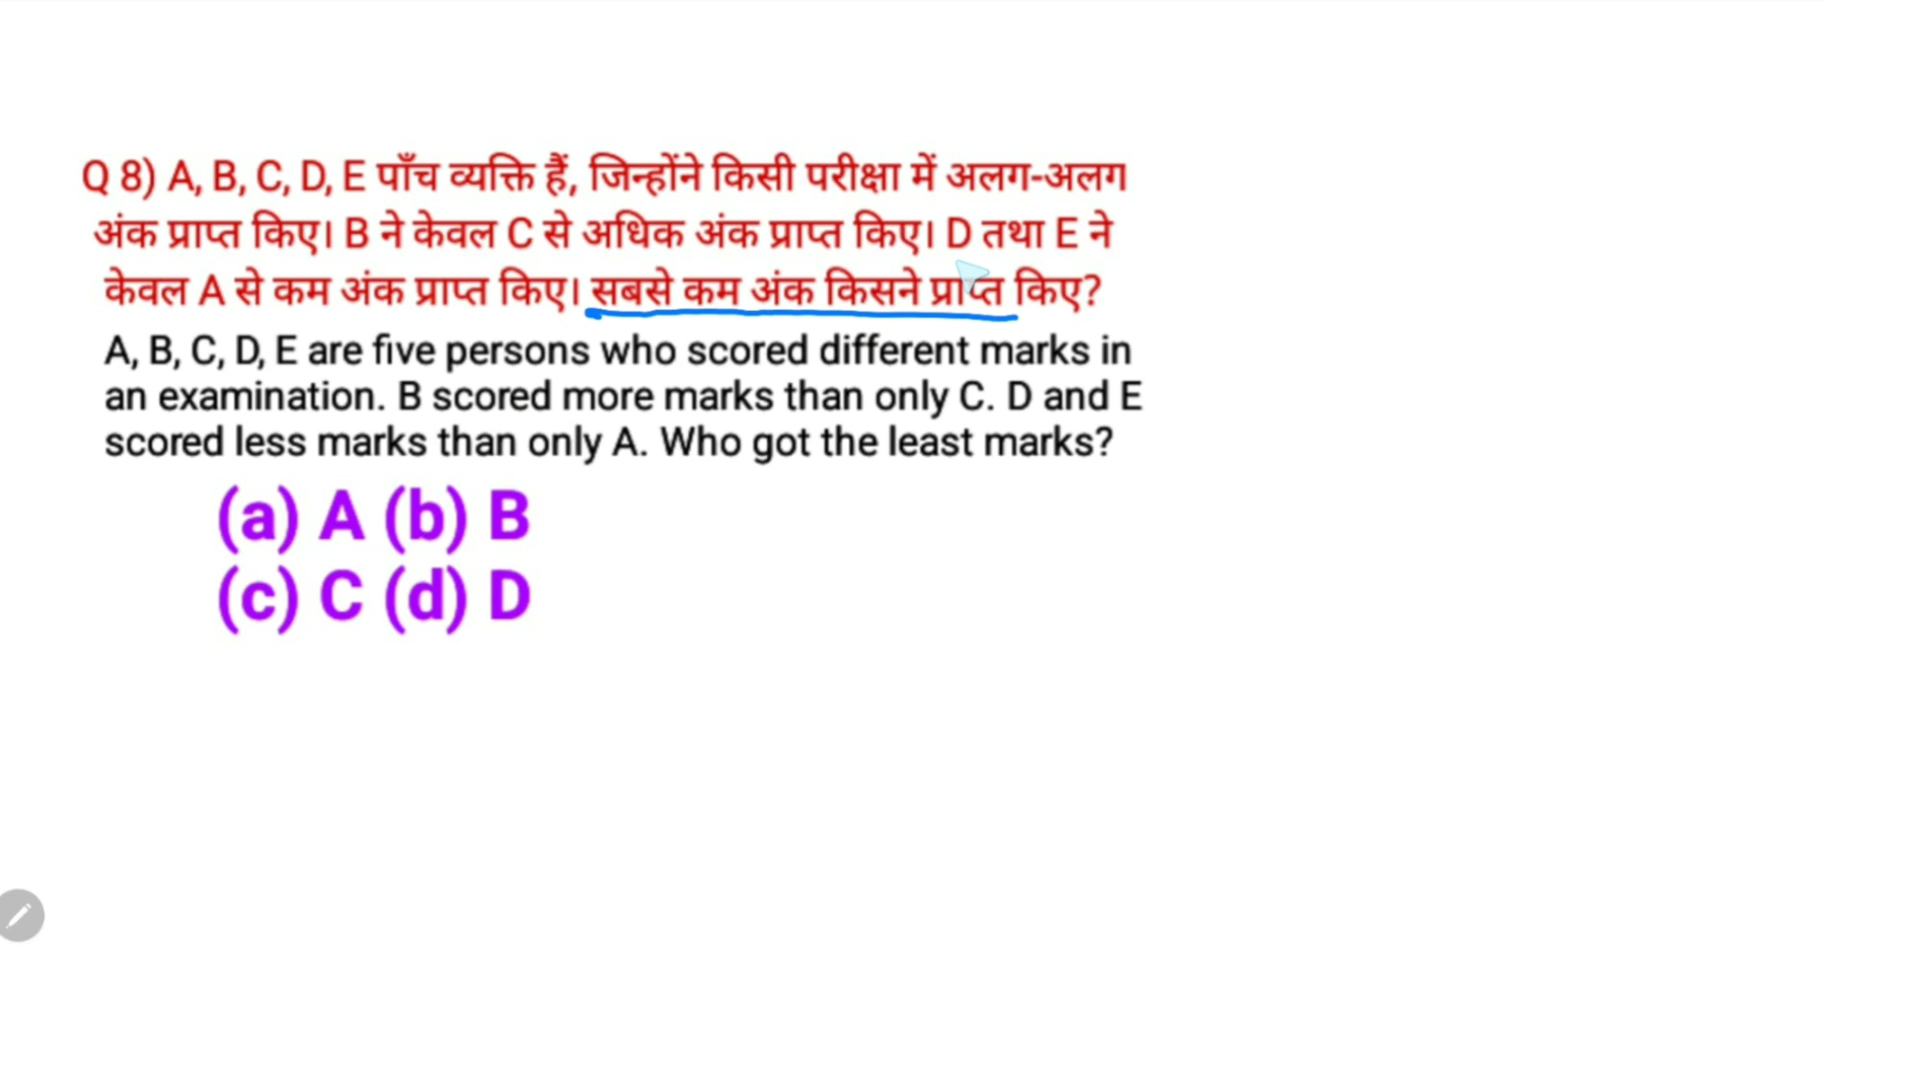 Q 8) A, B, C, D, E पाँच व्यक्ति हैं, जिन्होंने किसी परीक्षा में अलग-अलग
अंक प्राप्त किए। B ने केवल C से अधिक अंक प्राप्त किए। D तथा E ने
केवल A से कम अंक प्राप्त किए। सबसे कम अंक किसने प्राप्त किए?
A, B, C, D, E are five persons who scored different marks in
an examination. B scored more marks than only C. D and E
scored less marks than only A. Who got the least marks?
(a) A (b) B
(c) C (d) D